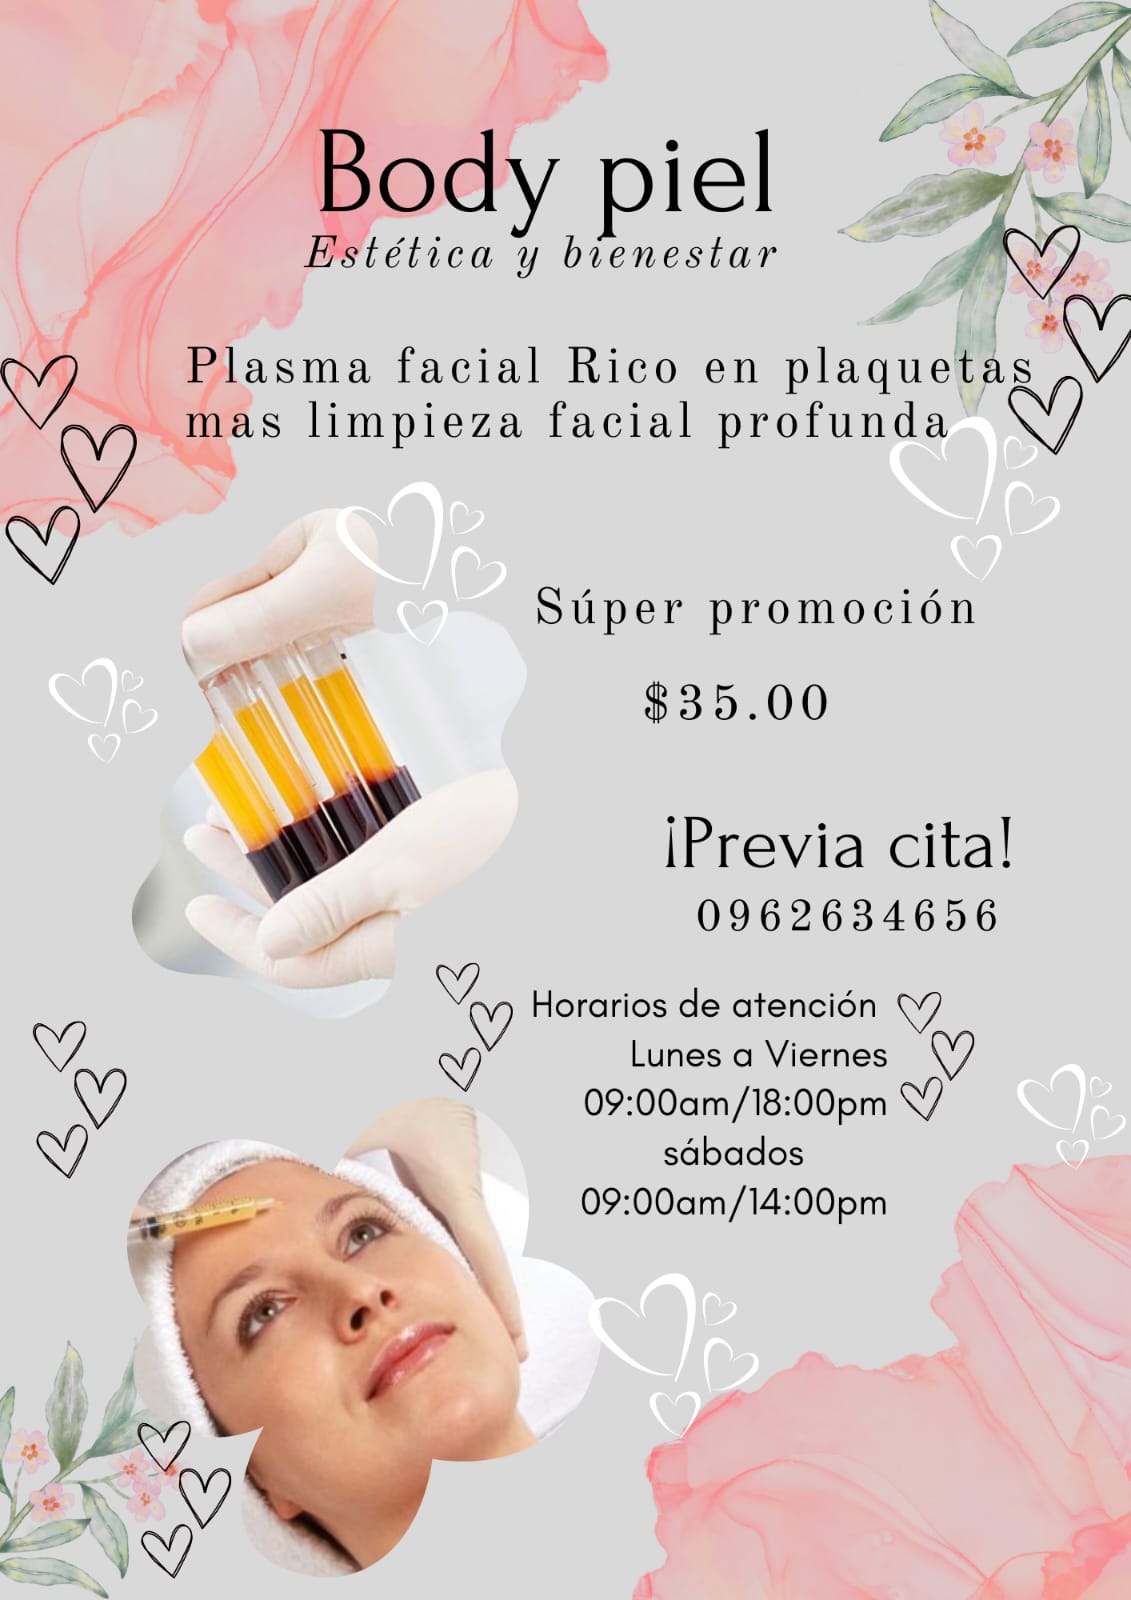 Body piel
Estética y bienestar
Plasma facial Rico en plaquetas
mas limpieza facial profunda
Súper promoción
$35.00
¡Previa cita!
0962634656
Horarios de atención
Lunes a Viernes
09:00am/18:00pm
sábados
09:00am/14:00pm